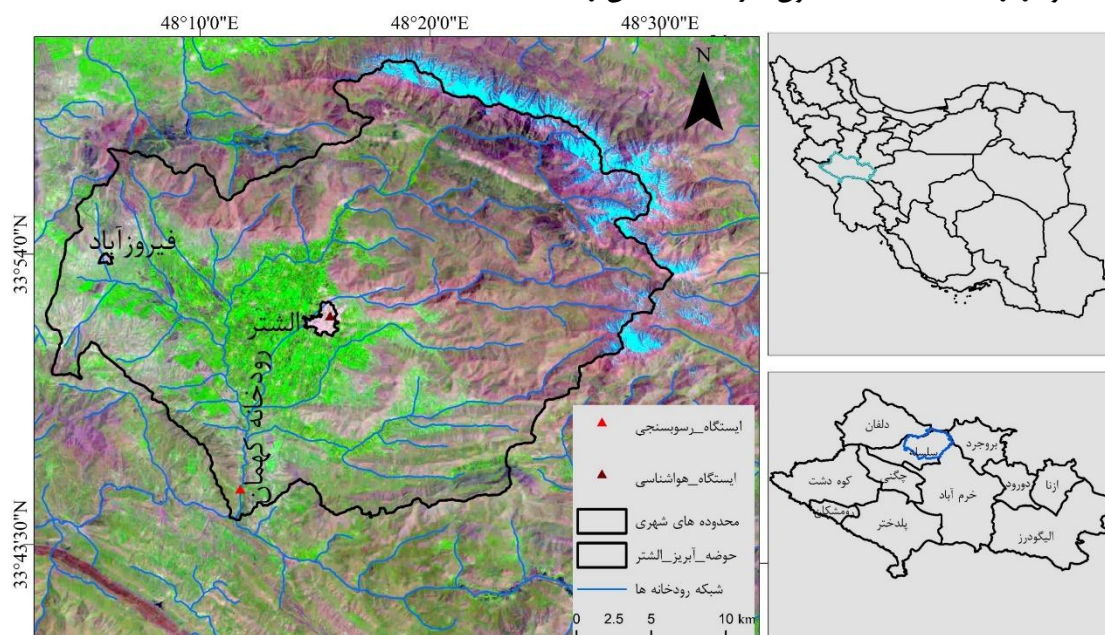 48°10'0"E
48°20'0"E
48°30'0"E
N
33°54'0"N
33°43'30"N
فیروزآباد
الشتر
رودخانه کهمان
ایستگاه_رسوبسنجی
ایستگاه_هواشناسی
محدوده های شهری
حوضه_آبریز_الشتر
شبکه رودخانه ها
0 2.5 5 10 km
دلفان
سلسله
بروجرد
کوه دشت
چگنی
خرم آباد
دورود
ازنا
رومشکان
پلدختر
الیگودرز